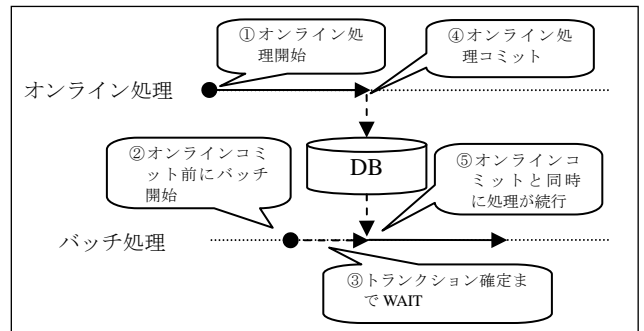 ①オンライン処
理開始
④オンライン処
理コミット
オンライン処理
②オンラインコミ
ット前にバッチ
開始
DB
⑤オンラインコ
ミットと同時
に処理が続行
バッチ処理
③トランクション確定ま
でWAIT